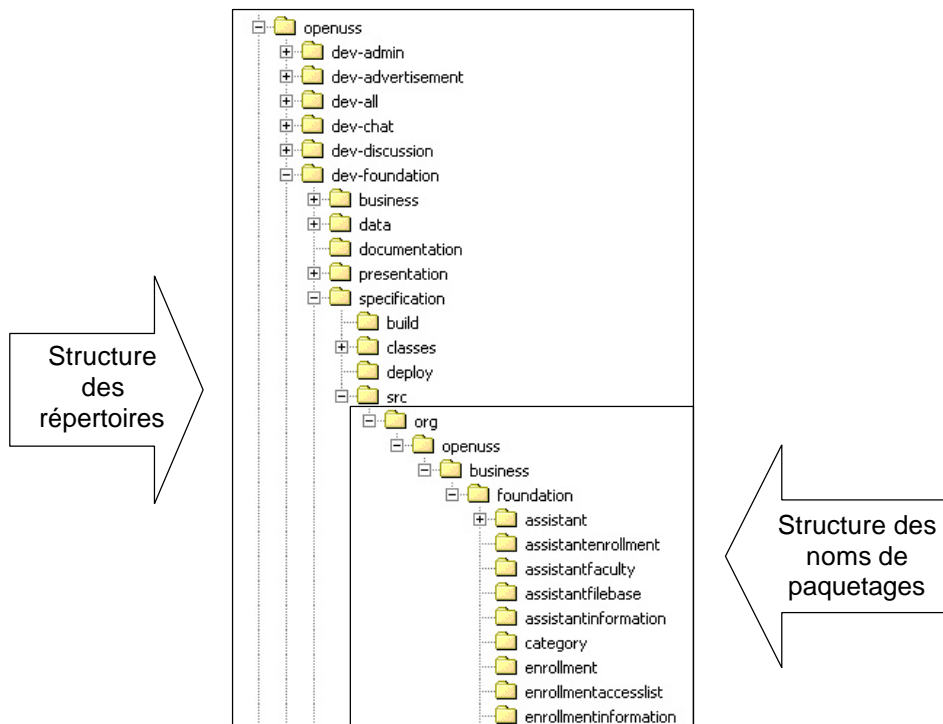 openuss
dev-admin
dev-advertisement
dev-all
dev-chat
dev-discussion
dev-foundation
business
data
documentation
presentation
specification
build
classes
deploy
src
org
openuss
business
foundation
assistant
assistantenrollment
assistantfaculty
assistantfilebase
assistantinformation
category
enrollment
enrollmentaccesslist
enrollmentinformation
Structure
des
répertoires
Structure des
noms de
paquetages